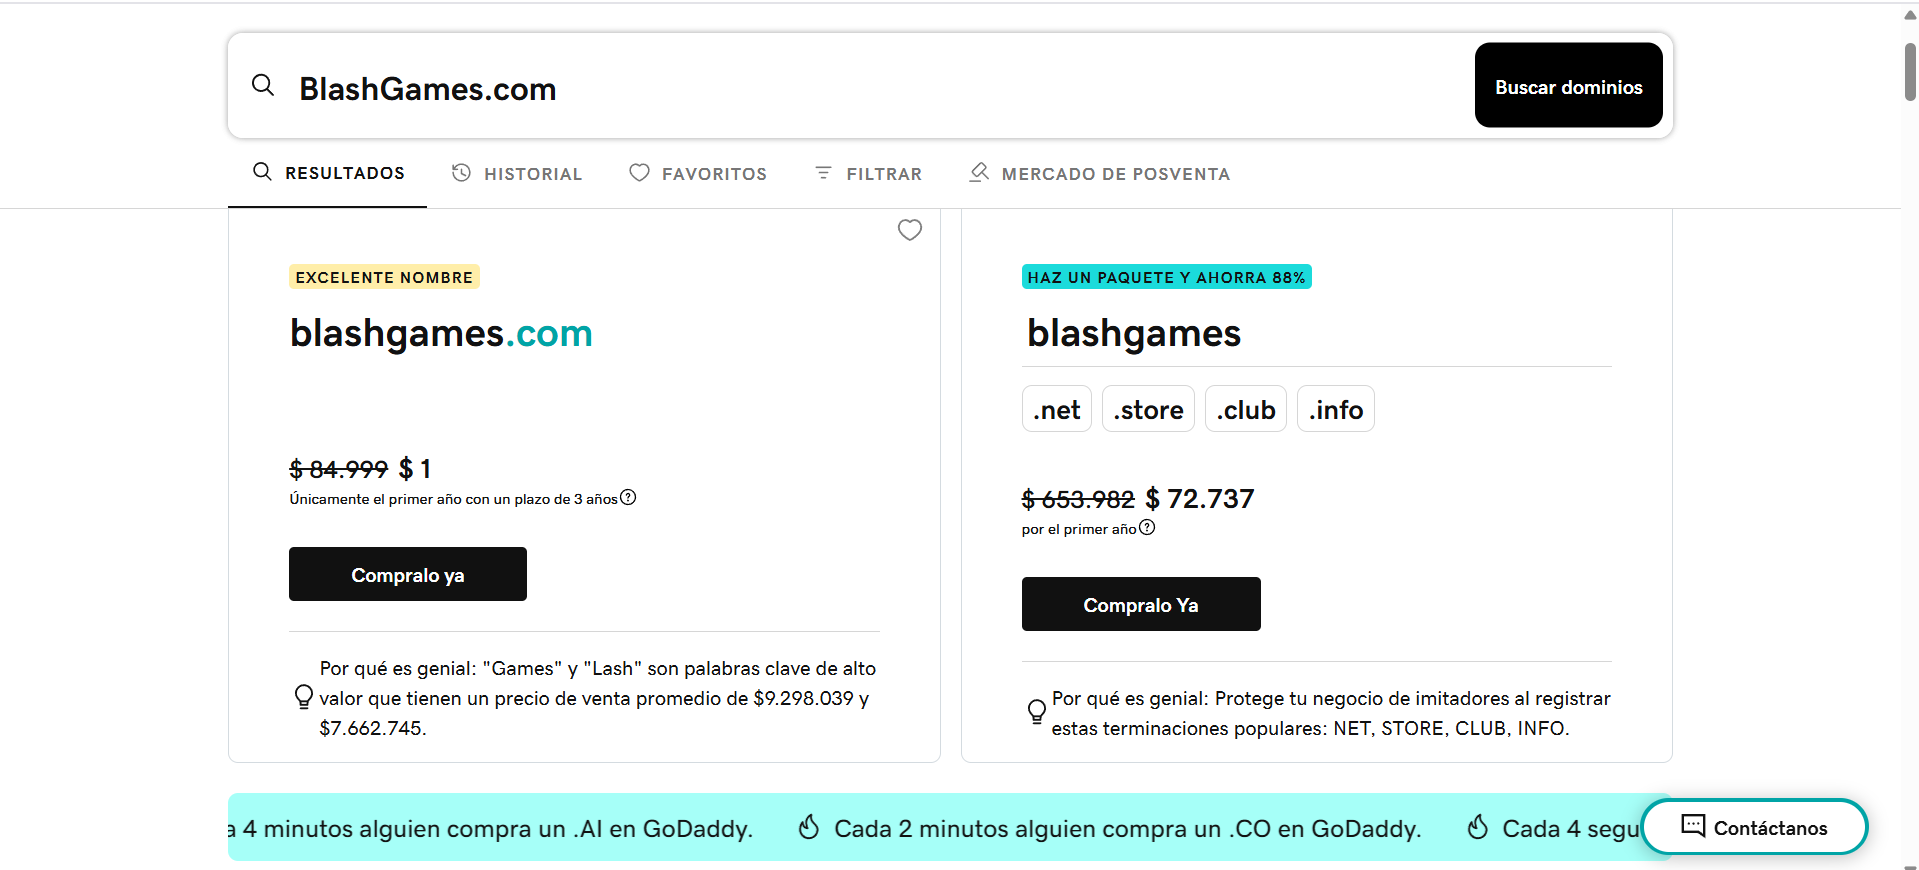 BlashGames.com
Buscar dominios
RESULTADOS
HISTORIAL
FAVORITOS
FILTRAR
MERCADO DE POSVENTA
EXCELENTE NOMBRE
blashgames.com
$ 84.999 $ 1
Únicamente el primer año con un plazo de 3 años
Compralo ya
Por qué es genial: "Games" y "Lash" son palabras clave de alto
valor que tienen un precio de venta promedio de $9.298.039 y
$7.662.745.
HAZ UN PAQUETE Y AHORRA 88%
blashgames
.net
.store
.club
.info
$ 653.982 $ 72.737
por el primer año
Compralo Ya
Por qué es genial: Protege tu negocio de imitadores al registrar
estas terminaciones populares: NET, STORE, CLUB, INFO.
a 4 minutos alguien compra un .AI en GoDaddy.
Cada 2 minutos alguien compra un .CO en GoDaddy.
Cada 4 segu
Contáctanos